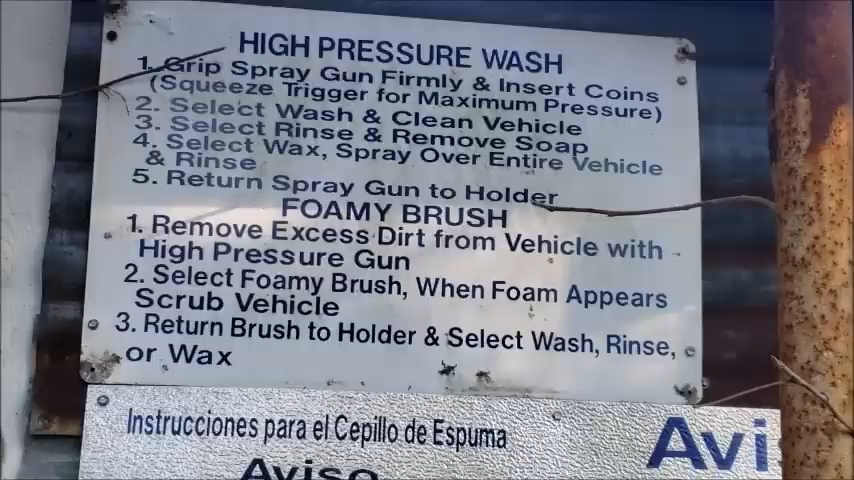 HIGH PRESSURE WASH
1. Grip Spray Gun Firmly & Insert Coins
(Squeeze Trigger for Maximum Pressure)
2. Select Wash & Clean Vehicle
3. Select Rinse & Remove Soap
4. Select Wax, Spray Over Entire Vehicle
& Rinse
5. Return Spray Gun to Holder
FOAMY BRUSH
1. Remove Excess Dirt from Vehicle with
High Pressure Gun
2. Select Foamy Brush, When Foam Appears
Scrub Vehicle
3. Return Brush to Holder & Select Wash, Rinse,
or Wax
Instrucciones para el Cepillo de Espuma
Avi
Aviso